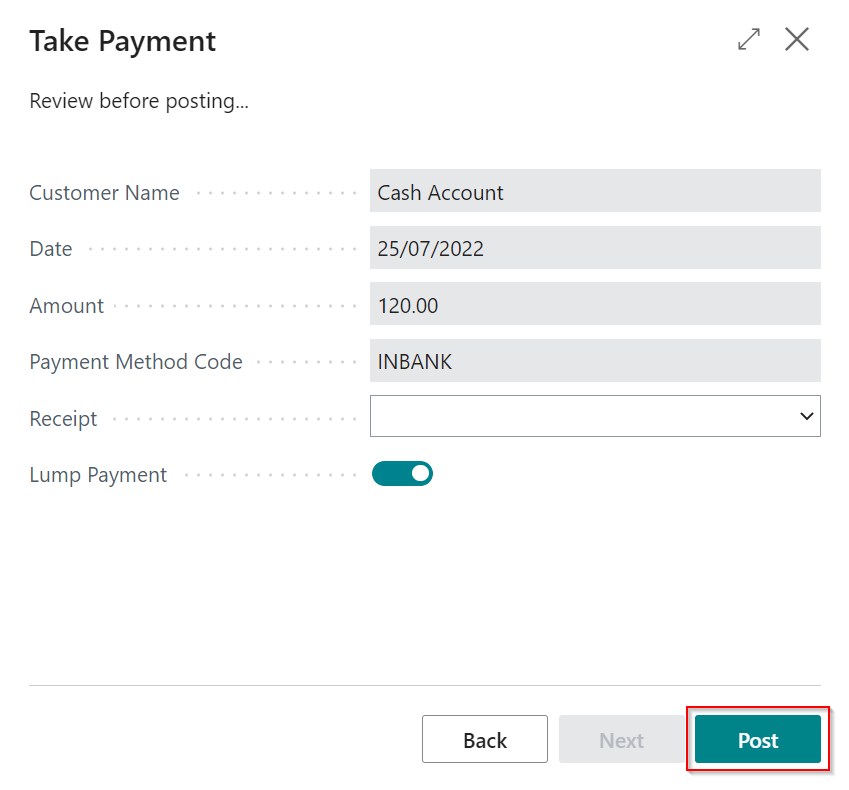 Take Payment
Review before posting...
Customer Name Cash Account
Date 25/07/2022
Amount 120.00
Payment Method Code INBANK
Receipt
Lump Payment
Back Next Post